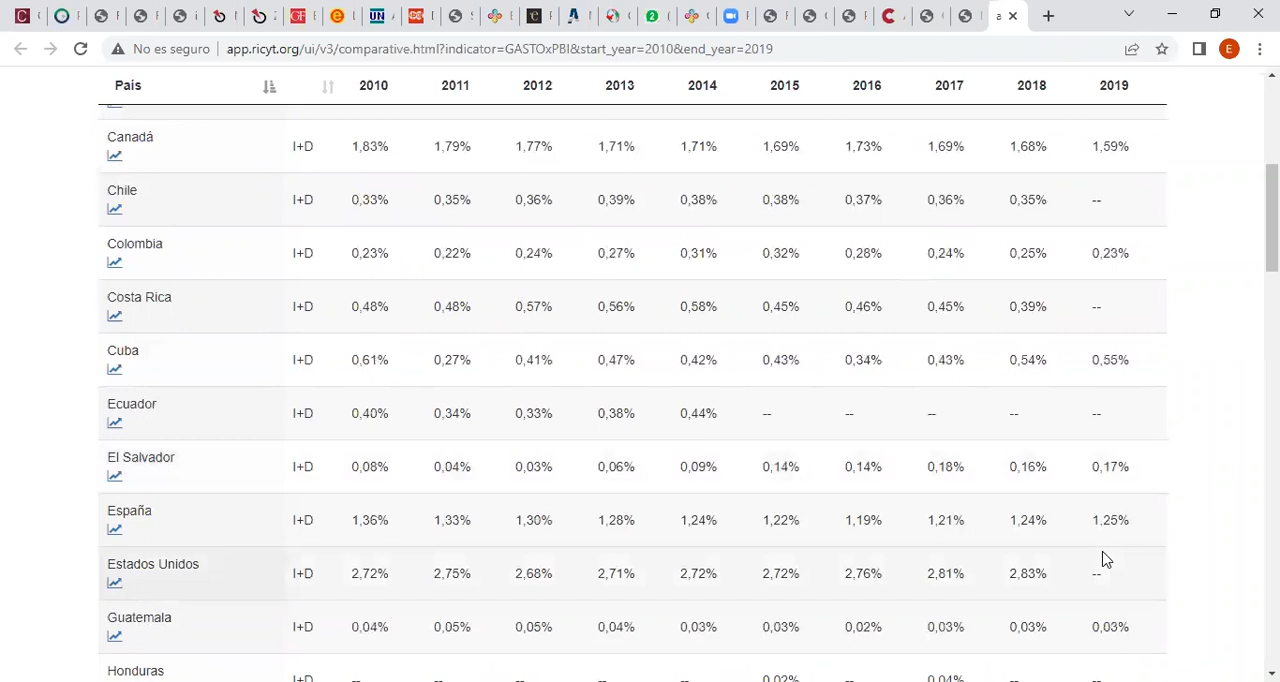 No es seguro app.ricyt.org/ui/v3/comparative.html?indicator=GASTOxPBI&start_year=2010&end_year=2019
País 2010 2011 2012 2013 2014 2015 2016 2017 2018 2019
Canadá I+D 1,83% 1,79% 1,77% 1,71% 1,71% 1,69% 1,73% 1,69% 1,68% 1,59%
Chile I+D 0,33% 0,35% 0,36% 0,39% 0,38% 0,38% 0,37% 0,36% 0,35% --
Colombia I+D 0,23% 0,22% 0,24% 0,27% 0,31% 0,32% 0,28% 0,24% 0,25% 0,23%
Costa Rica I+D 0,48% 0,48% 0,57% 0,56% 0,58% 0,45% 0,46% 0,45% 0,39% --
Cuba I+D 0,61% 0,27% 0,41% 0,47% 0,42% 0,43% 0,34% 0,43% 0,54% 0,55%
Ecuador I+D 0,40% 0,34% 0,33% 0,38% 0,44% -- -- -- -- --
El Salvador I+D 0,08% 0,04% 0,03% 0,06% 0,09% 0,14% 0,14% 0,18% 0,16% 0,17%
España I+D 1,36% 1,33% 1,30% 1,28% 1,24% 1,22% 1,19% 1,21% 1,24% 1,25%
Estados Unidos I+D 2,72% 2,75% 2,68% 2,71% 2,72% 2,72% 2,76% 2,81% 2,83% --
Guatemala I+D 0,04% 0,05% 0,05% 0,04% 0,03% 0,03% 0,02% 0,03% 0,03% 0,03%
Honduras I+D -- -- -- -- -- 0,02% -- 0,04% -- --